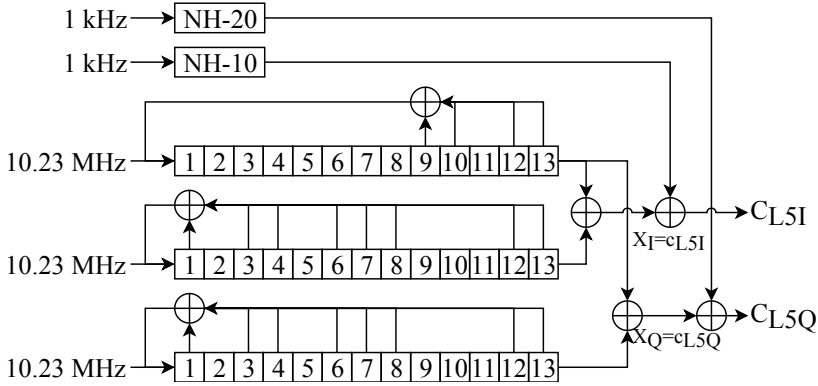 1 kHz NH-20
1 kHz NH-10
10.23 MHz 1 2 3 4 5 6 7 8 9 10 11 12 13
C_L5I
X_I=c_L5I
10.23 MHz 1 2 3 4 5 6 7 8 9 10 11 12 13
C_L5Q
X_Q=c_L5Q
10.23 MHz 1 2 3 4 5 6 7 8 9 10 11 12 13